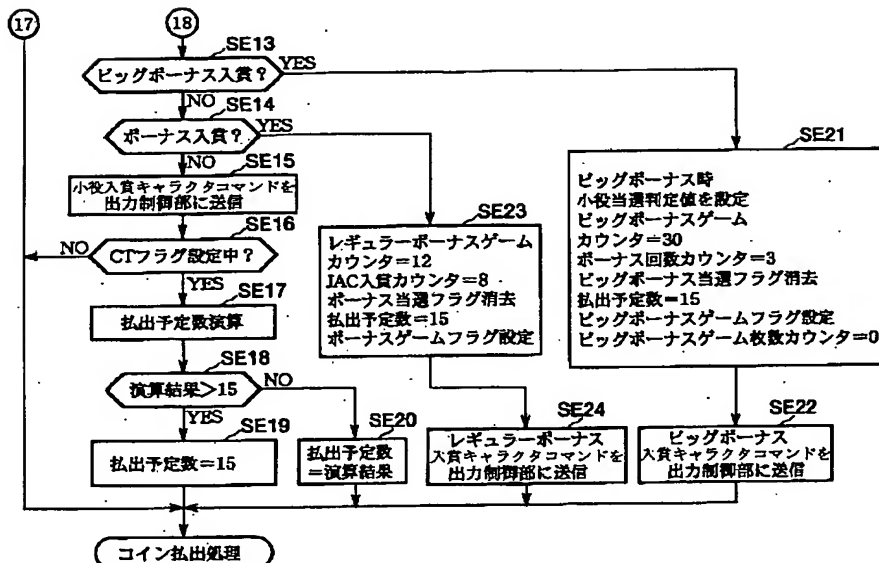 17
18
SE13
ビッグボーナス入賞?
YES
NO
SE14
ボーナス入賞?
YES
NO
SE15
小役入賞キャラクタコマンドを
出力制御部に送信
SE16
NO
CTフラグ設定中?
YES
SE17
払出予定数演算
SE18
演算結果>15
NO
YES
SE19
払出予定数=15
SE20
払出予定数
=演算結果
SE23
レギュラーボーナスゲーム
カウンタ=12
JAC入賞カウンタ=8
ボーナス当選フラグ消去
払出予定数=15
ボーナスゲームフラグ設定
SE24
レギュラーボーナス
入賞キャラクタコマンドを
出力制御部に送信
SE21
ビッグボーナス時
小役当選判定値を設定
ビッグボーナスゲーム
カウンタ=30
ボーナス回数カウンタ=3
ビッグボーナス当選フラグ消去
払出予定数=15
ビッグボーナスゲームフラグ設定
ビッグボーナスゲーム枚数カウンタ=0
SE22
ビッグボーナス
入賞キャラクタコマンドを
出力制御部に送信
コイン払出処理